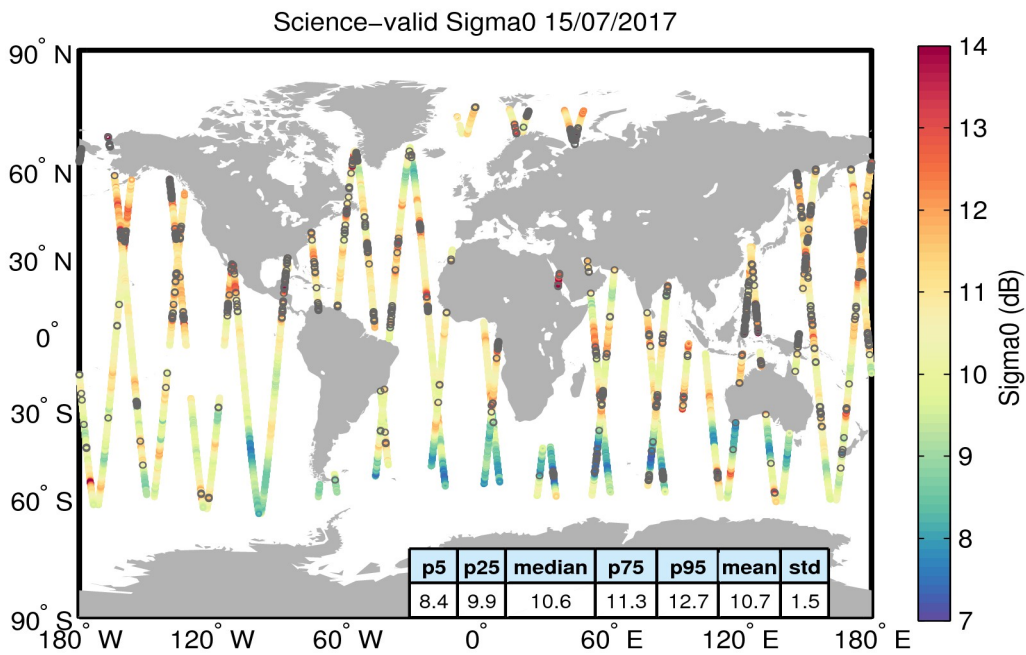 Science−valid Sigma0 15/07/2017
90° N
60° N
30° N
0°
30° S
60° S
90° S
180° W
120° W
60° W
0°
60° E
120° E
180° E
p5 p25 median p75 p95 mean std
8.4 9.9 10.6 11.3 12.7 10.7 1.5
14
13
12
11
10
9
8
7
Sigma0 (dB)